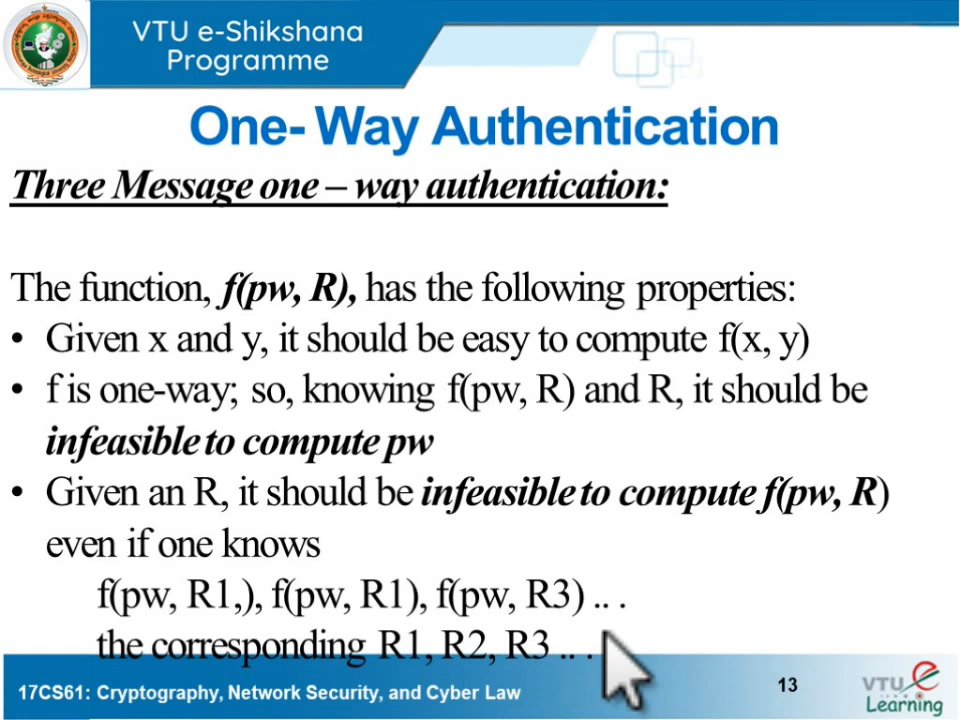 VTU e-Shikshana
Programme
One- Way Authentication
Three Message one – way authentication:
The function, f(pw, R), has the following properties:
• Given x and y, it should be easy to compute f(x, y)
• f is one-way; so, knowing f(pw, R) and R, it should be
infeasible to compute pw
• Given an R, it should be infeasible to compute f(pw, R)
even if one knows
f(pw, R1,), f(pw, R1), f(pw, R3) .. .
the corresponding R1, R2, R3 .. .
17CS61: Cryptography, Network Security, and Cyber Law
13
VTU e
Learning